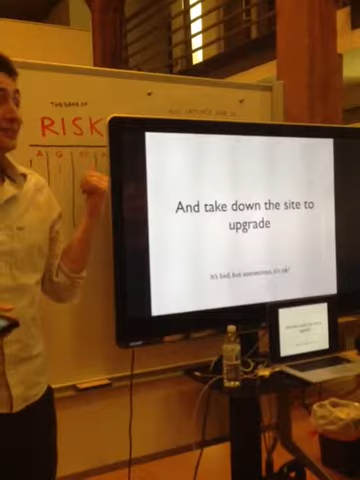 THE GAME OF
RISK
A G
And take down the site to
upgrade
It's bad, but sometimes, it's ok!